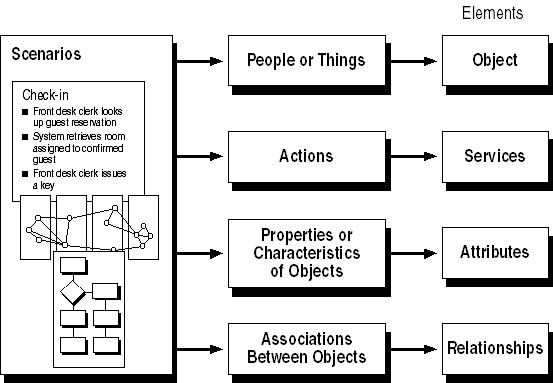 Elements
Scenarios
Check-in
■ Front desk clerk looks
up guest reservation
■ System retrieves room
assigned to confirmed
guest
■ Front desk clerk issues
a key
People or Things
Object
Actions
Services
Properties or
Characteristics
of Objects
Attributes
Associations
Between Objects
Relationships